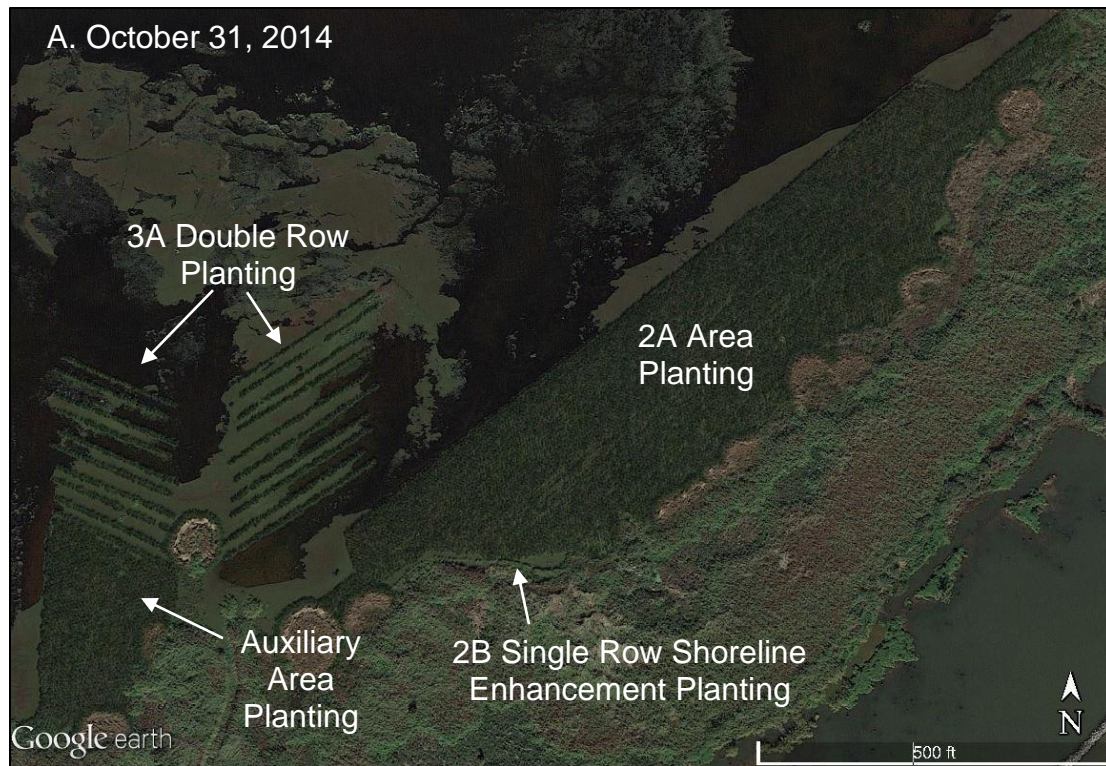 A. October 31, 2014
3A Double Row
Planting
2A Area
Planting
Auxiliary
Area
Planting
2B Single Row Shoreline
Enhancement Planting
N
Google earth
500 ft